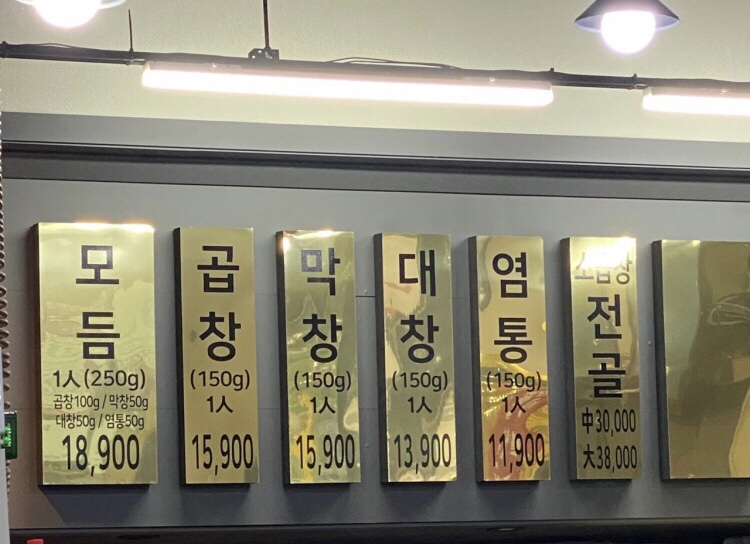 모듬
1人(250g)
곱창100g / 막창50g
대창50g / 염통50g
18,900
곱창
(150g)
1人
15,900
막창
(150g)
1人
15,900
대창
(150g)
1人
13,900
염통
(150g)
1人
11,900
소곱창
전골
中30,000
大38,000